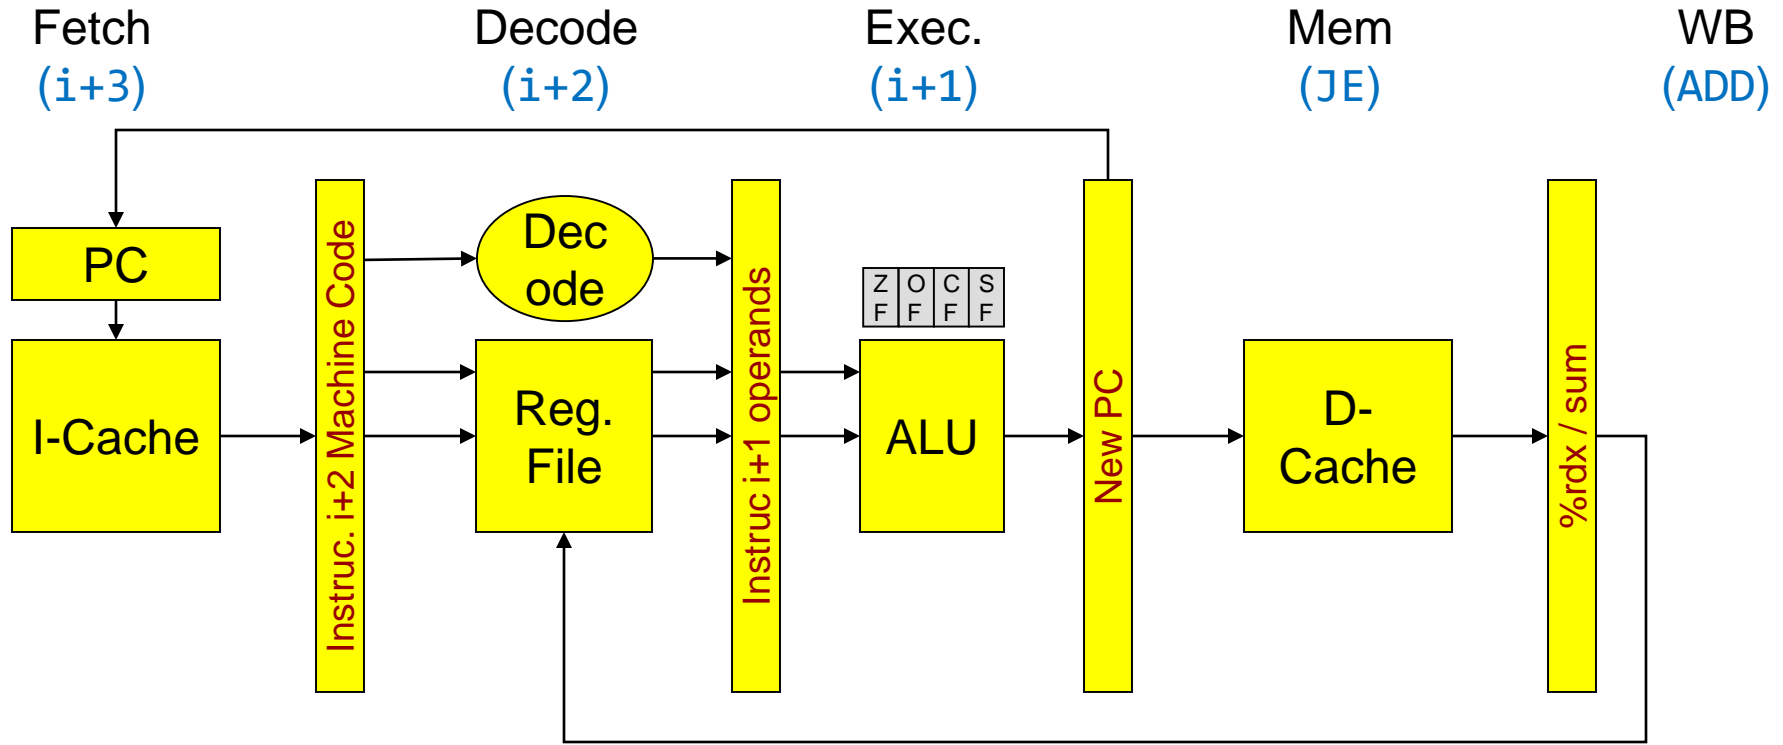 Fetch
(i+3)
Decode
(i+2)
Exec.
(i+1)
Mem
(JE)
WB
(ADD)
PC
I-Cache
Instruc. i+2 Machine Code
Dec
ode
Reg.
File
Instruc i+1 operands
Z O C S
F F F F
ALU
New PC
D-
Cache
%rdx / sum